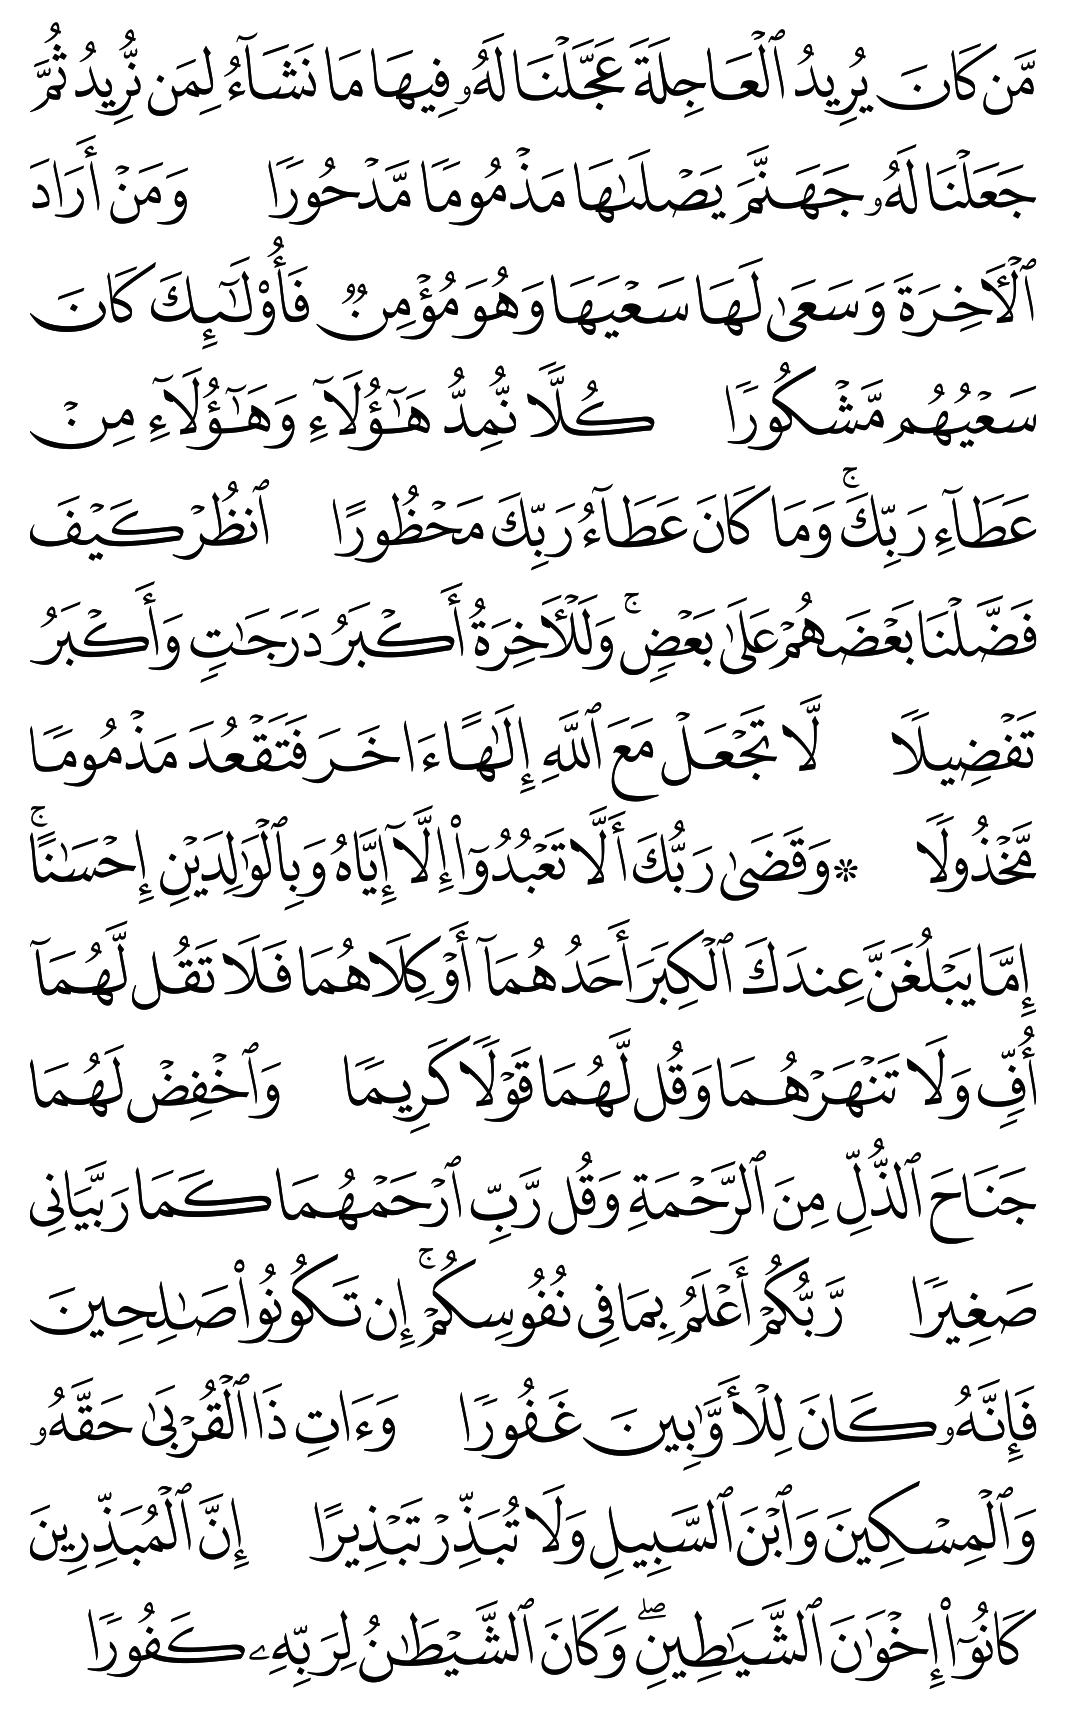 مَّن كَانَ يُرِيدُ ٱلْعَاجِلَةَ عَجَّلْنَا لَهُۥ فِيهَا مَا نَشَآءُ لِمَن نُّرِيدُ ثُمَّ
جَعَلْنَا لَهُۥ جَهَنَّمَ يَصْلَىٰهَا مَذْمُومًا مَّدْحُورًا وَمَنْ أَرَادَ
ٱلْـَٔاخِرَةَ وَسَعَىٰ لَهَا سَعْيَهَا وَهُوَ مُؤْمِنٌ فَأُو۟لَـٰٓئِكَ كَانَ
سَعْيُهُم مَّشْكُورًا كُلًّا نُّمِدُّ هَـٰٓؤُلَآءِ وَهَـٰٓؤُلَآءِ مِنْ
عَطَآءِ رَبِّكَ ۚ وَمَا كَانَ عَطَآءُ رَبِّكَ مَحْظُورًا ٱنظُرْ كَيْفَ
فَضَّلْنَا بَعْضَهُمْ عَلَىٰ بَعْضٍ ۚ وَلَلْـَٔاخِرَةُ أَكْبَرُ دَرَجَـٰتٍ وَأَكْبَرُ
تَفْضِيلًا لَّا تَجْعَلْ مَعَ ٱللَّهِ إِلَـٰهًا ءَاخَرَ فَتَقْعُدَ مَذْمُومًا
مَّخْذُولًا ❇ وَقَضَىٰ رَبُّكَ أَلَّا تَعْبُدُوٓا۟ إِلَّآ إِيَّاهُ وَبِٱلْوَٰلِدَيْنِ إِحْسَـٰنًا ۚ
إِمَّا يَبْلُغَنَّ عِندَكَ ٱلْكِبَرَ أَحَدُهُمَآ أَوْ كِلَاهُمَا فَلَا تَقُل لَّهُمَآ
أُفٍّ وَلَا تَنْهَرْهُمَا وَقُل لَّهُمَا قَوْلًا كَرِيمًا وَٱخْفِضْ لَهُمَا
جَنَاحَ ٱلذُّلِّ مِنَ ٱلرَّحْمَةِ وَقُل رَّبِّ ٱرْحَمْهُمَا كَمَا رَبَّيَانِى
صَغِيرًا رَّبُّكُمْ أَعْلَمُ بِمَا فِى نُفُوسِكُمْ ۚ إِن تَكُونُوا۟ صَـٰلِحِينَ
فَإِنَّهُۥ كَانَ لِلْأَوَّٰبِينَ غَفُورًا وَءَاتِ ذَا ٱلْقُرْبَىٰ حَقَّهُۥ
وَٱلْمِسْكِينَ وَٱبْنَ ٱلسَّبِيلِ وَلَا تُبَذِّرْ تَبْذِيرًا إِنَّ ٱلْمُبَذِّرِينَ
كَانُوٓا۟ إِخْوَٰنَ ٱلشَّيَـٰطِينِ ۖ وَكَانَ ٱلشَّيْطَـٰنُ لِرَبِّهِۦ كَفُورًا